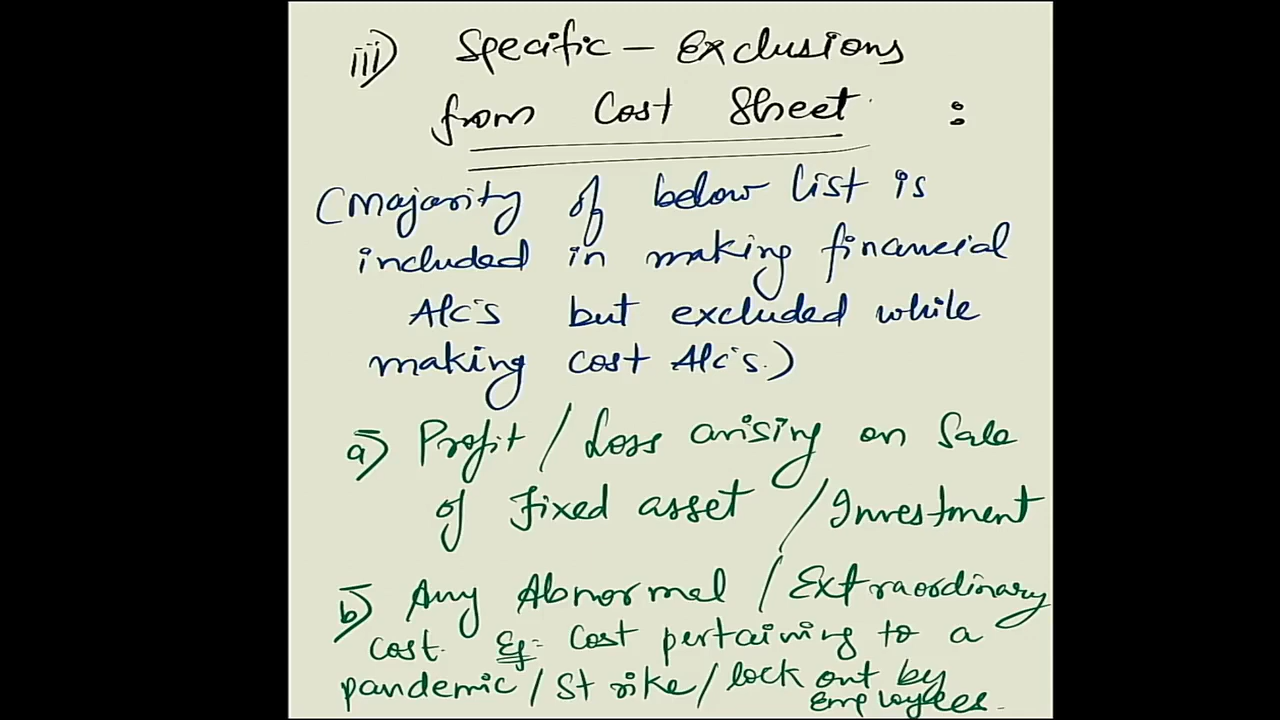 iii) Specific - Exclusions
from Cost Sheet :
(Majority of below list is
included in making financial
A/c's but excluded while
making cost A/c's.)
a) Profit / Loss arising on Sale
of Fixed asset / Investment
b) Any Abnormal / Extraordinary
Cost. Eg:- Cost pertaining to a
pandemic / Strike / lock out by
Employees.